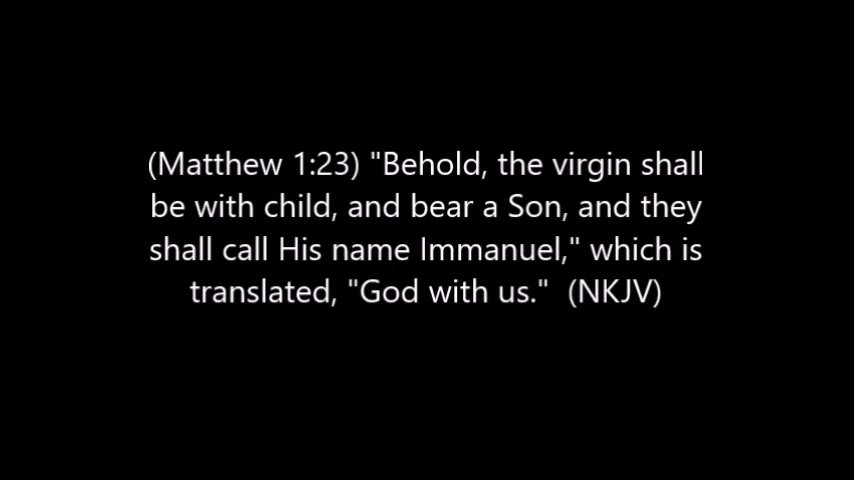 (Matthew 1:23) "Behold, the virgin shall
be with child, and bear a Son, and they
shall call His name Immanuel," which is
translated, "God with us."  (NKJV)